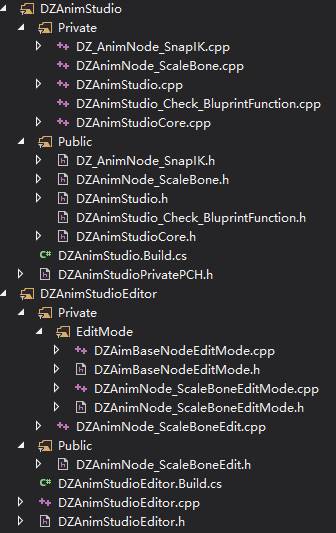 DZAnimStudio
Private
DZ_AnimNode_SnapIK.cpp
DZAnimNode_ScaleBone.cpp
DZAnimStudio.cpp
DZAnimStudio_Check_BluprintFunction.cpp
DZAnimStudioCore.cpp
Public
DZ_AnimNode_SnapIK.h
DZAnimNode_ScaleBone.h
DZAnimStudio.h
DZAnimStudio_Check_BluprintFunction.h
DZAnimStudioCore.h
C# DZAnimStudio.Build.cs
DZAnimStudioPrivatePCH.h
DZAnimStudioEditor
Private
EditMode
DZAimBaseNodeEditMode.cpp
DZAimBaseNodeEditMode.h
DZAnimNode_ScaleBoneEditMode.cpp
DZAnimNode_ScaleBoneEditMode.h
DZAnimNode_ScaleBoneEdit.cpp
Public
DZAnimNode_ScaleBoneEdit.h
C# DZAnimStudioEditor.Build.cs
DZAnimStudioEditor.cpp
DZAnimStudioEditor.h